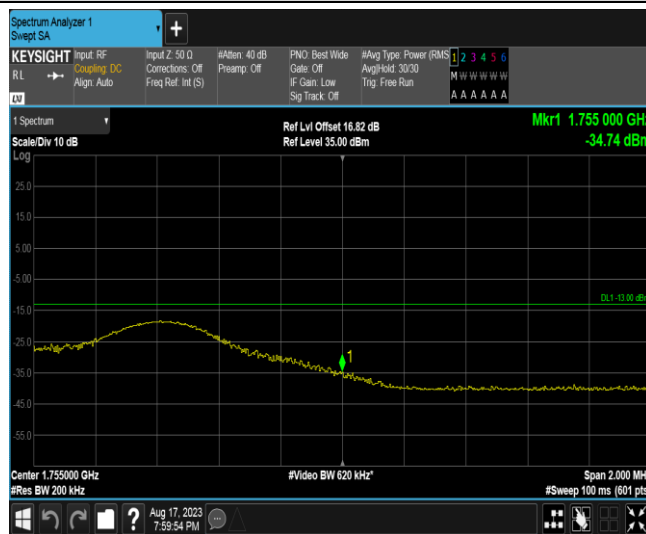 Spectrum Analyzer 1
Swept SA
+
KEYSIGHT
RL
LXI
Input: RF
Coupling: DC
Align: Auto
Input Z: 50 Ω
Corrections: Off
Freq Ref: Int (S)
#Atten: 40 dB
Preamp: Off
PNO: Best Wide
Gate: Off
IF Gain: Low
Sig Track: Off
#Avg Type: Power (RMS
Avg|Hold: 30/30
Trig: Free Run
1 2 3 4 5 6
M W W W W W
A A A A A A
1 Spectrum
Scale/Div 10 dB
Ref Lvl Offset 16.82 dB
Ref Level 35.00 dBm
Mkr1 1.755 000 GHz
-34.74 dBm
Log
25.0
15.0
5.00
-5.00
DL1 -13.00 dBm
-15.0
-25.0
1
-35.0
-45.0
-55.0
Center 1.755000 GHz
#Res BW 200 kHz
#Video BW 620 kHz*
Span 2.000 MH
#Sweep 100 ms (601 pts
?
Aug 17, 2023
7:59:54 PM